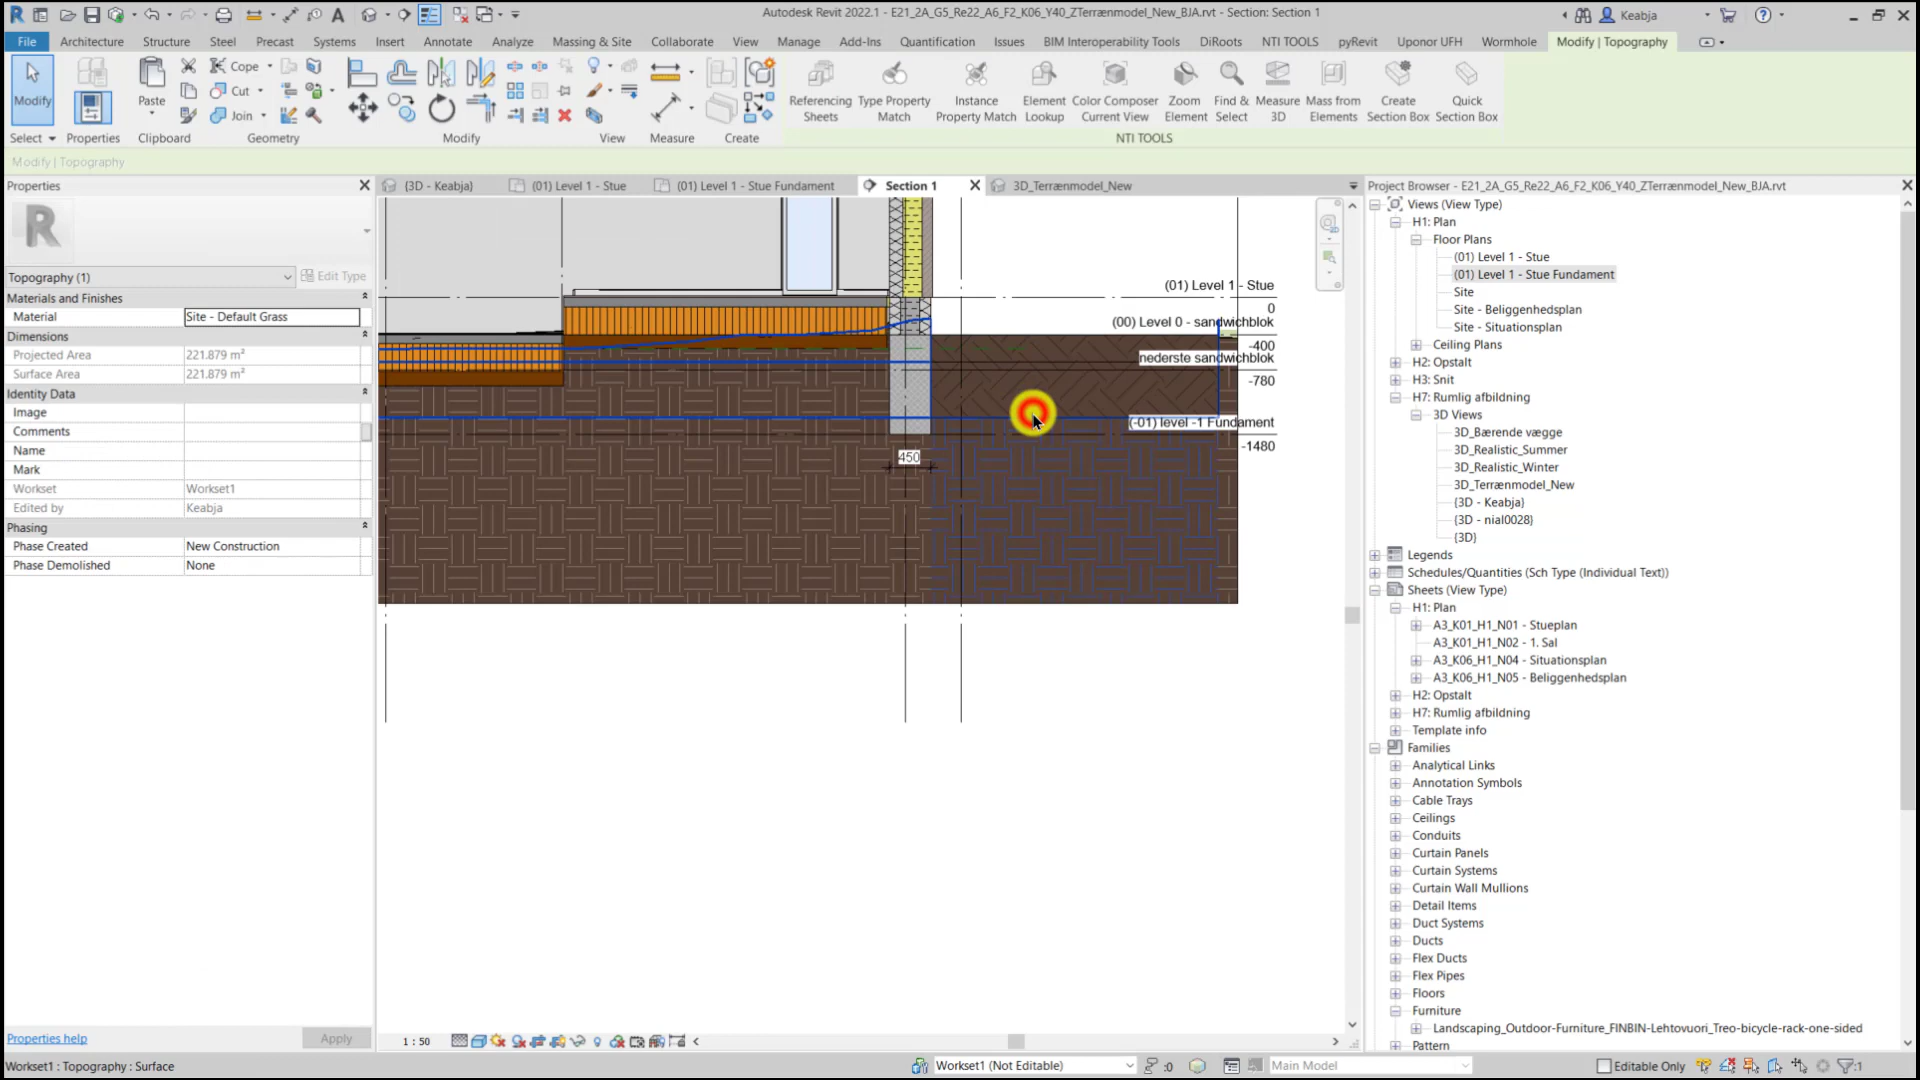 Autodesk Revit 2022.1 - E21_2A_G5_Re22_A6_F2_K06_Y40_ZTerrænmodel_New_BJA.rvt - Section: Section 1
Keabja
File Architecture Structure Steel Precast Systems Insert Annotate Analyze Massing & Site Collaborate View Manage Add-Ins Quantification Issues BIM Interoperability Tools DiRoots NTI TOOLS pyRevit Uponor UFH Wormhole Modify | Topography
Modify
Paste
Cope
Cut
Join
Referencing Sheets
Type Property Match
Instance Property Match
Element Lookup
Color Composer Current View
Zoom Element
Find & Select
Measure 3D
Mass from Elements
Create Section Box
Quick Section Box
Select Properties Clipboard Geometry Modify View Measure Create NTI TOOLS
Modify | Topography
Properties
{3D - Keabja} (01) Level 1 - Stue (01) Level 1 - Stue Fundament Section 1 3D_Terrænmodel_New
Topography (1) Edit Type
Materials and Finishes
Material Site - Default Grass
Dimensions
Projected Area 221.879 m²
Surface Area 221.879 m²
Identity Data
Image
Comments
Name
Mark
Workset Workset1
Edited by Keabja
Phasing
Phase Created New Construction
Phase Demolished None
Properties help Apply
(01) Level 1 - Stue
0
(00) Level 0 - sandwichblok
-400
nederste sandwichblok
-780
(-01) level -1 Fundament
-1480
450
1 : 50
Project Browser - E21_2A_G5_Re22_A6_F2_K06_Y40_ZTerrænmodel_New_BJA.rvt
Views (View Type)
H1: Plan
Floor Plans
(01) Level 1 - Stue
(01) Level 1 - Stue Fundament
Site
Site - Beliggenhedsplan
Site - Situationsplan
Ceiling Plans
H2: Opstalt
H3: Snit
H7: Rumlig afbildning
3D Views
3D_Bærende vægge
3D_Realistic_Summer
3D_Realistic_Winter
3D_Terrænmodel_New
{3D - Keabja}
{3D - nial0028}
{3D}
Legends
Schedules/Quantities (Sch Type (Individual Text))
Sheets (View Type)
H1: Plan
A3_K01_H1_N01 - Stueplan
A3_K01_H1_N02 - 1. Sal
A3_K06_H1_N04 - Situationsplan
A3_K06_H1_N05 - Beliggenhedsplan
H2: Opstalt
H7: Rumlig afbildning
Template info
Families
Analytical Links
Annotation Symbols
Cable Trays
Ceilings
Conduits
Curtain Panels
Curtain Systems
Curtain Wall Mullions
Detail Items
Duct Systems
Ducts
Flex Ducts
Flex Pipes
Floors
Furniture
Landscaping_Outdoor-Furniture_FINBIN-Lehtovuori_Treo-bicycle-rack-one-sided
Pattern
Workset1 : Topography : Surface
Workset1 (Not Editable)
:0
Main Model
Editable Only
:1